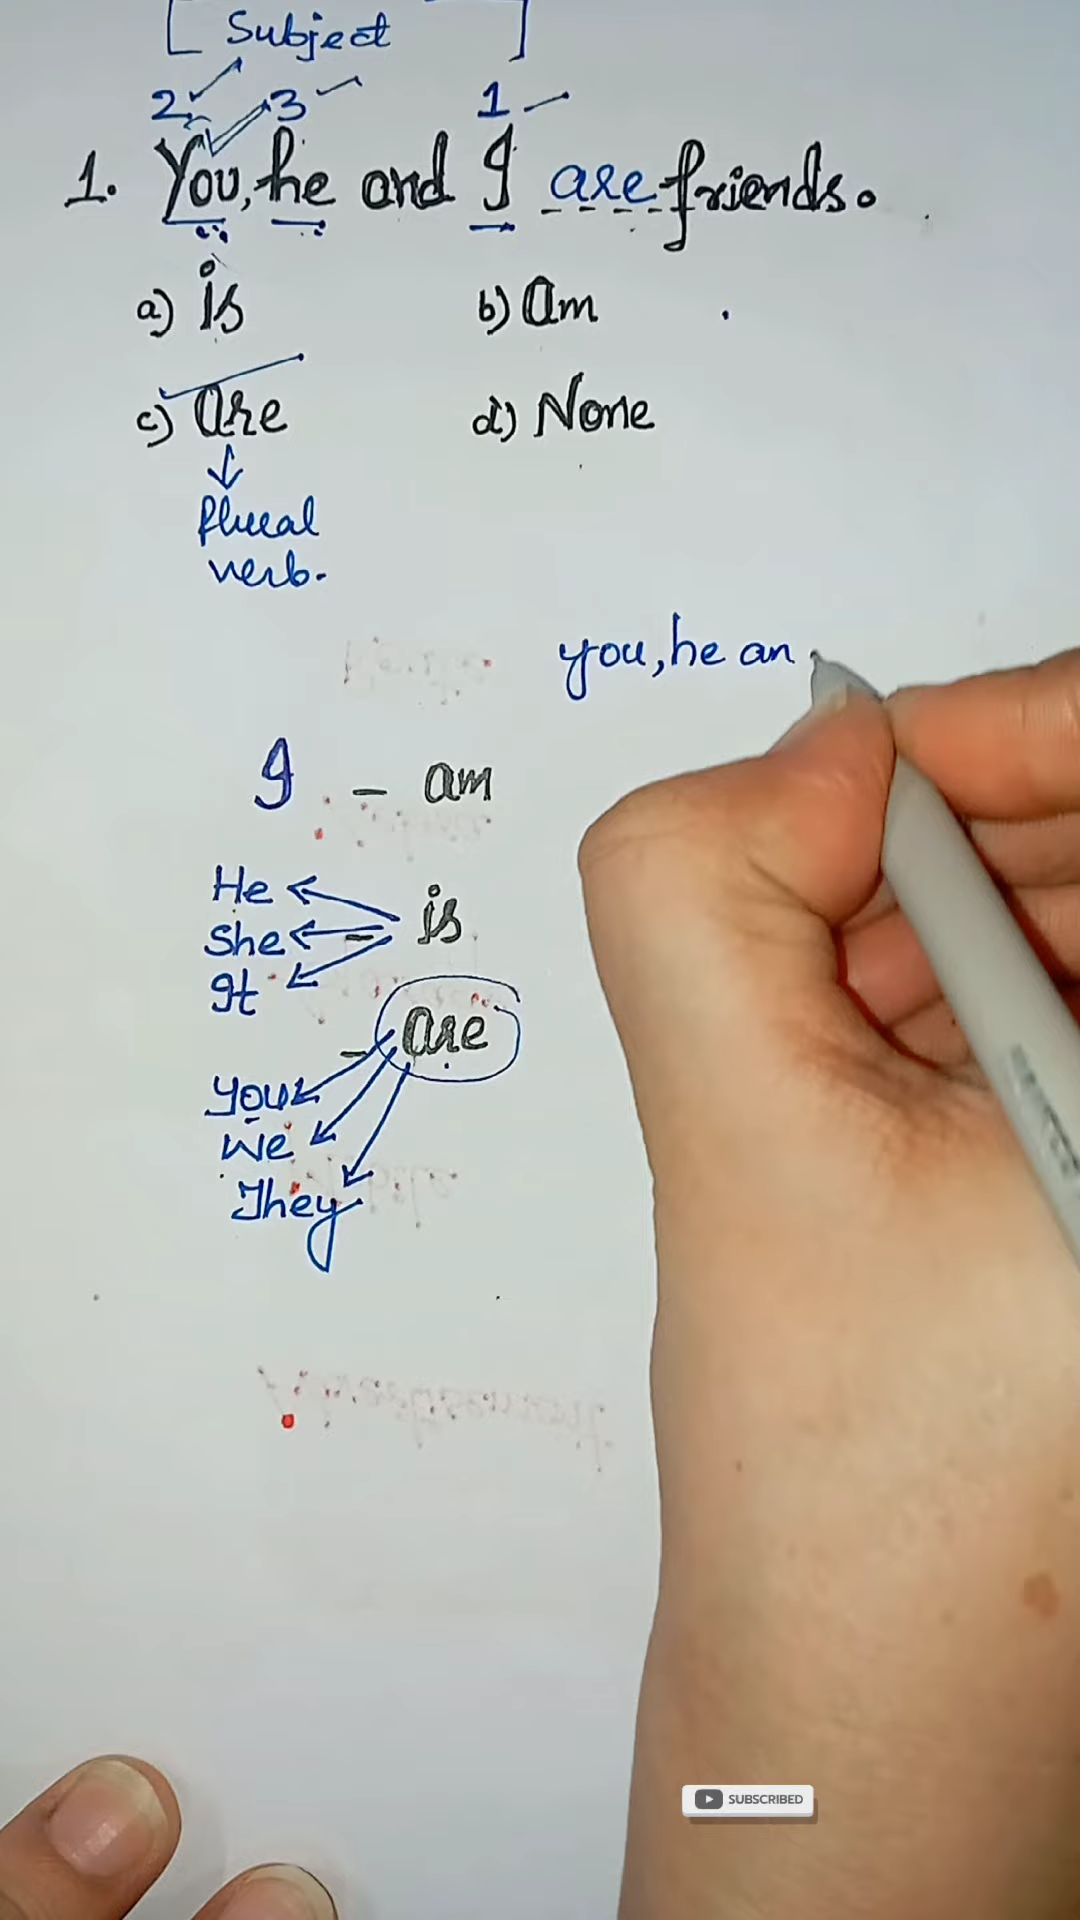 [ Subject ]
2 3 1
1. You, he and I are friends.
a) is b) am
c) are d) None
plural
verb.
you, he an
I - am
He
She - is
It
- are
You
We
They
SUBSCRIBED